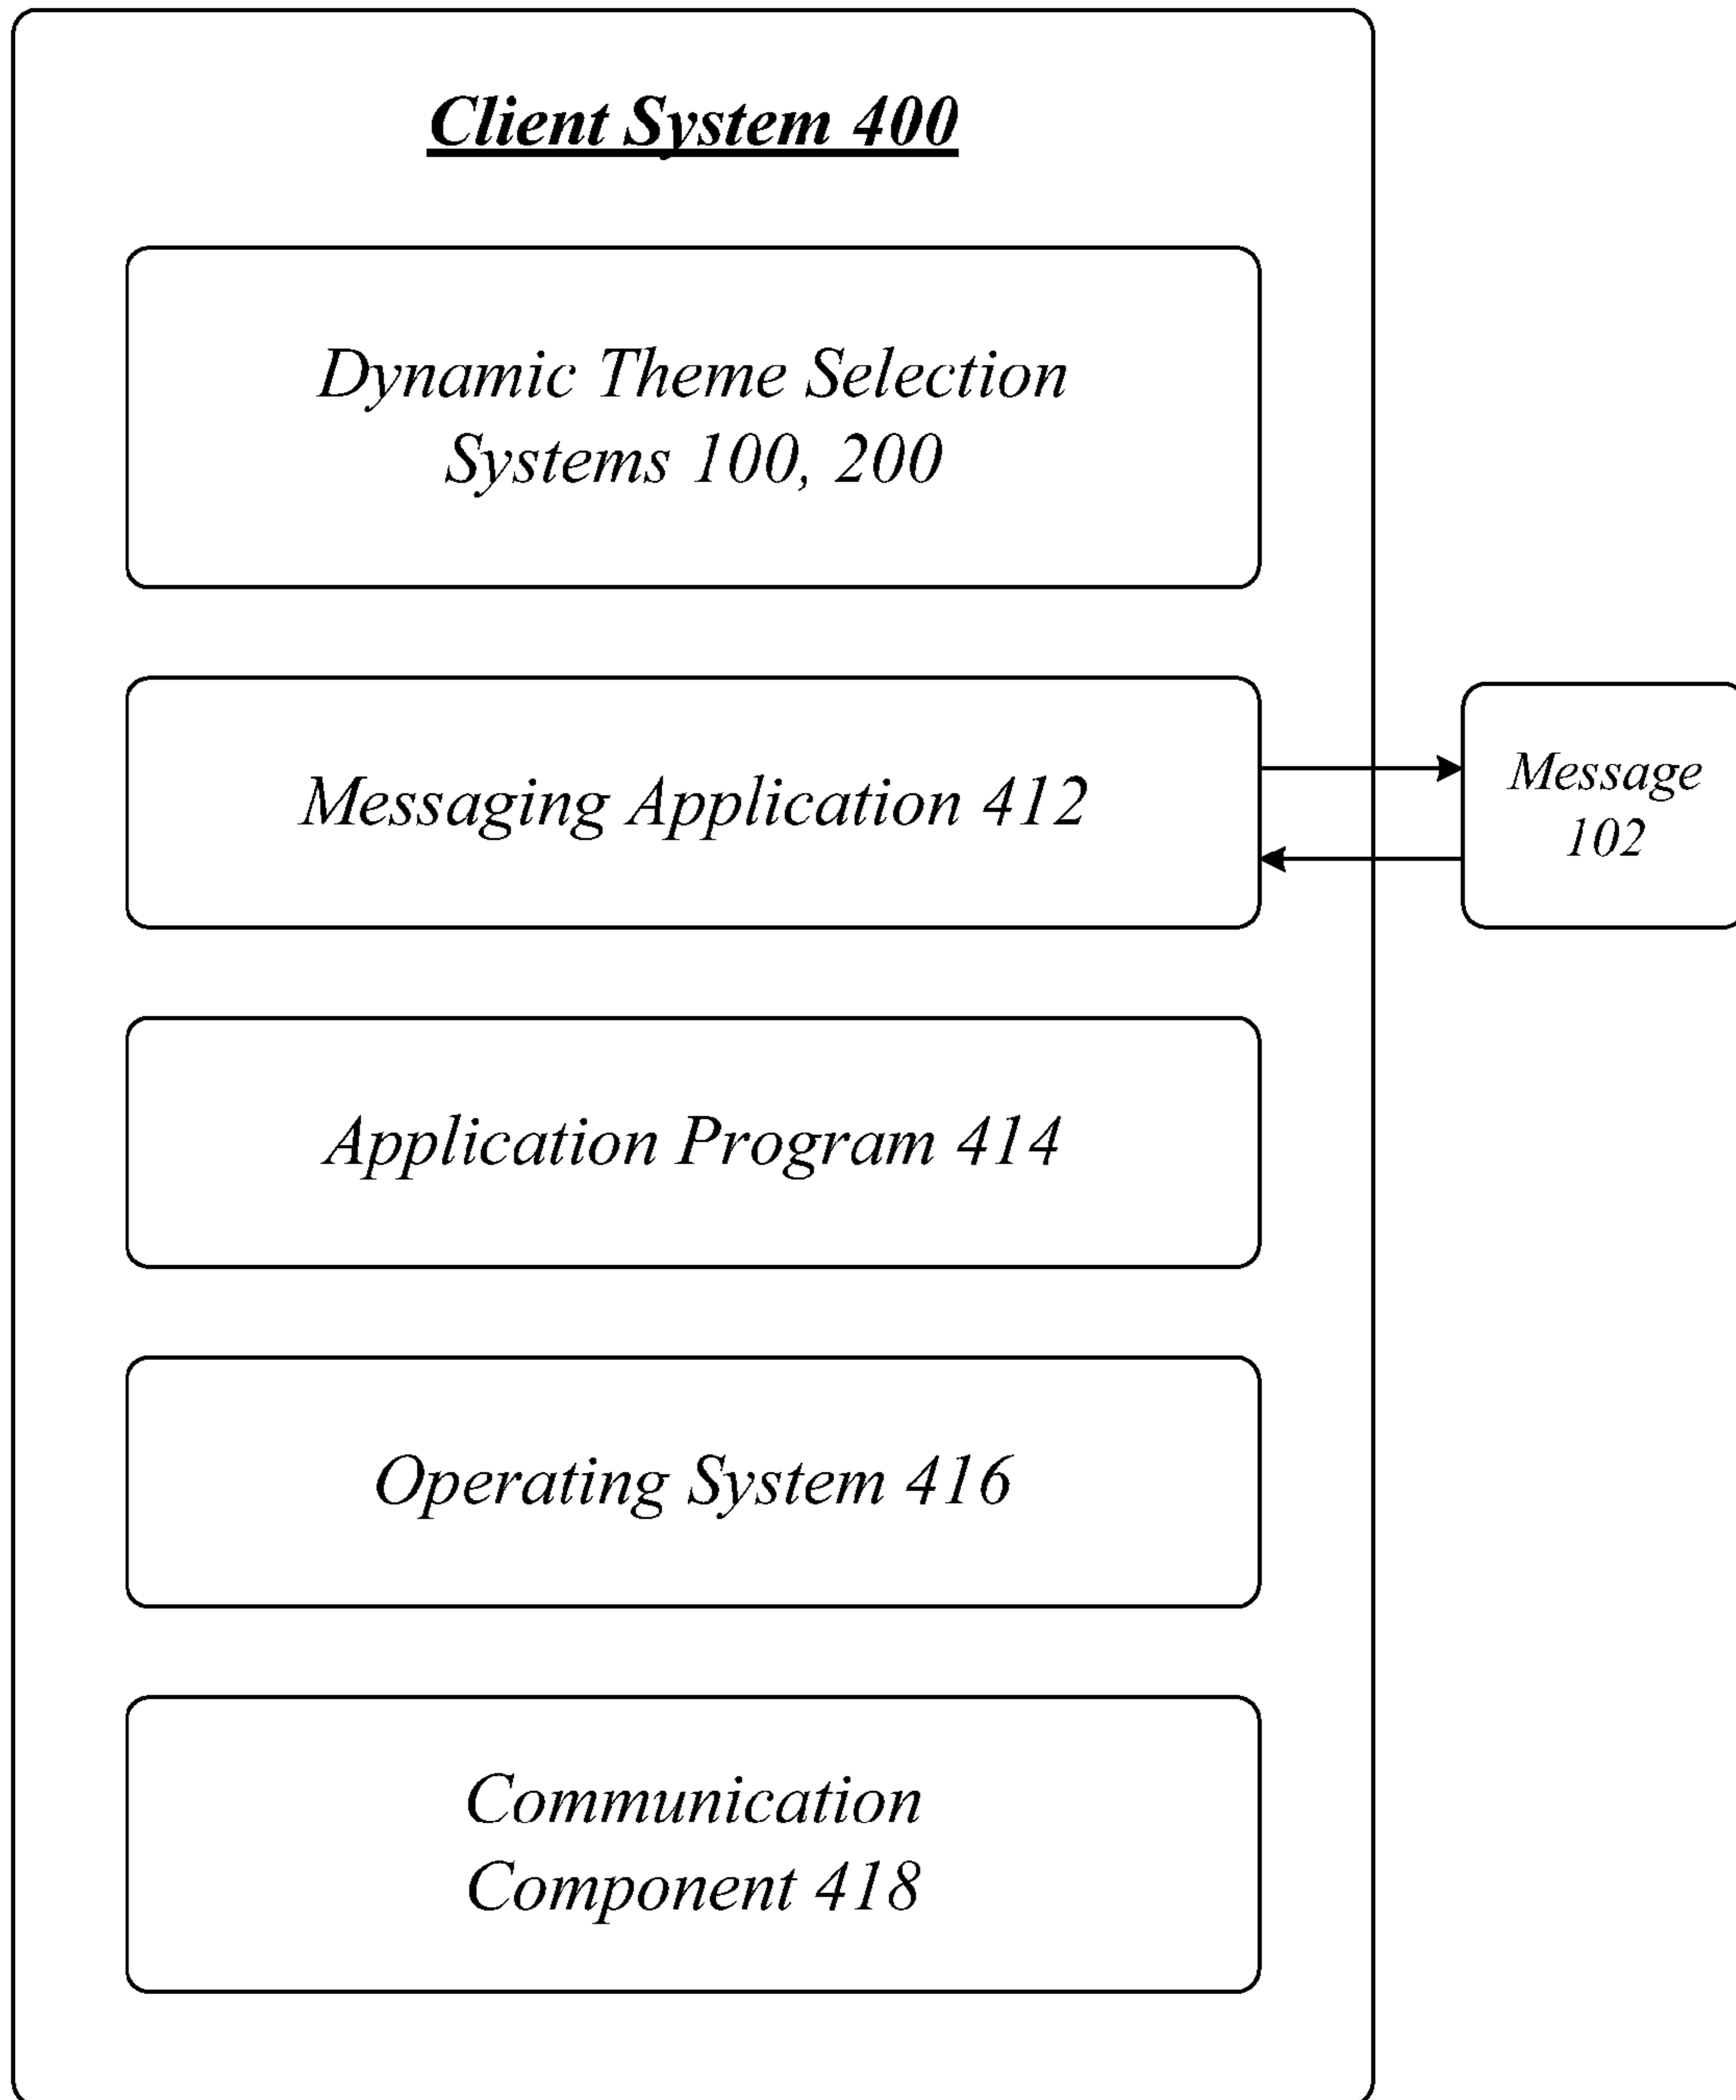 Client System 400
Dynamic Theme Selection
Systems 100, 200
Messaging Application 412
Message
102
Application Program 414
Operating System 416
Communication
Component 418